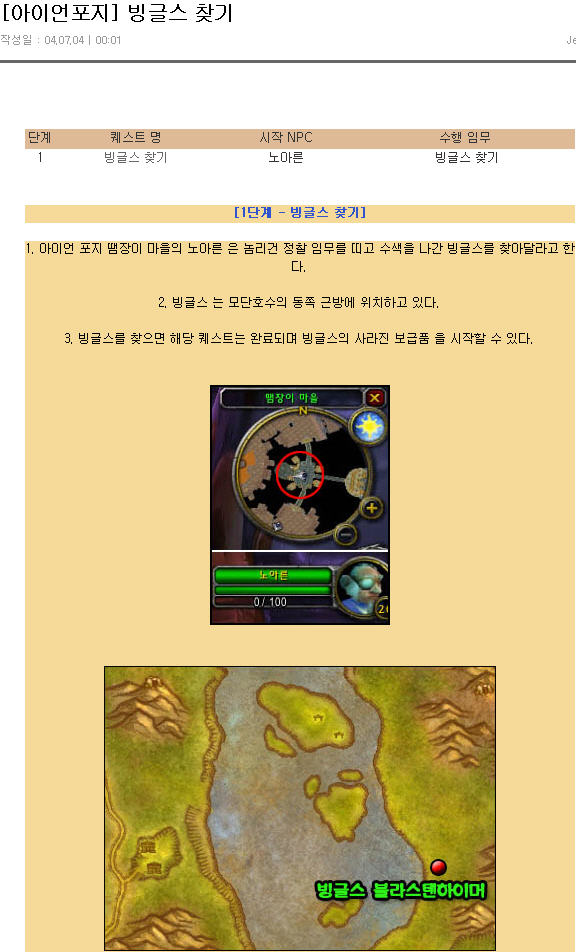 [아이언포지] 빙글스 찾기
작성일 : 04,07,04 | 00:01
단계 퀘스트 명 시작 NPC 수행 임무
1 빙글스 찾기 노아른 빙글스 찾기
[1단계 - 빙글스 찾기]
1. 아이언 포지 땜장이 마을의 노아른 은 놈리건 정찰 임무를 띠고 수색을 나간 빙글스를 찾아달라고 한
다.
2. 빙글스 는 모단호수의 동쪽 근방에 위치하고 있다.
3. 빙글스를 찾으면 해당 퀘스트는 완료되며 빙글스의 사라진 보급품 을 시작할 수 있다.
땜장이 마을
N
노아른
0 / 100
빙글스 블라스텐하이머